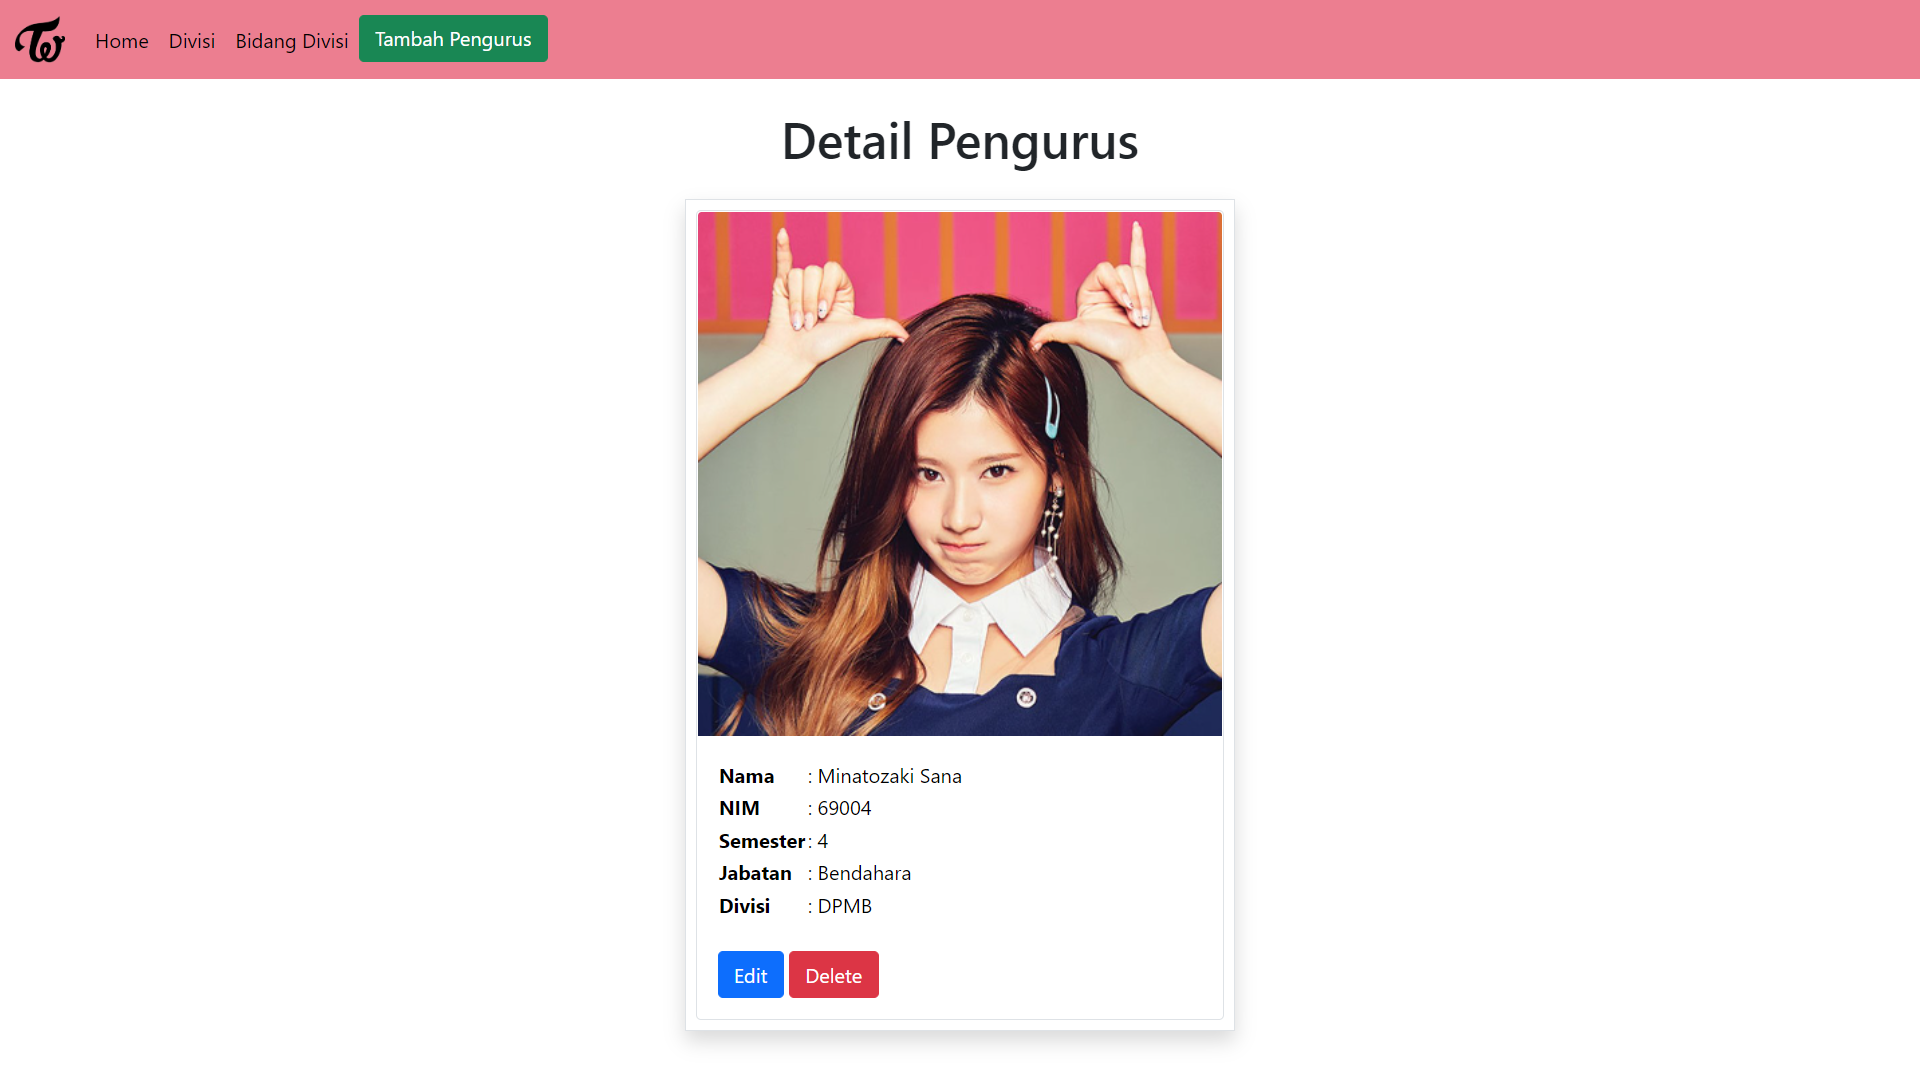 Home Divisi Bidang Divisi Tambah Pengurus
Detail Pengurus
Nama : Minatozaki Sana
NIM : 69004
Semester : 4
Jabatan : Bendahara
Divisi : DPMB
Edit Delete